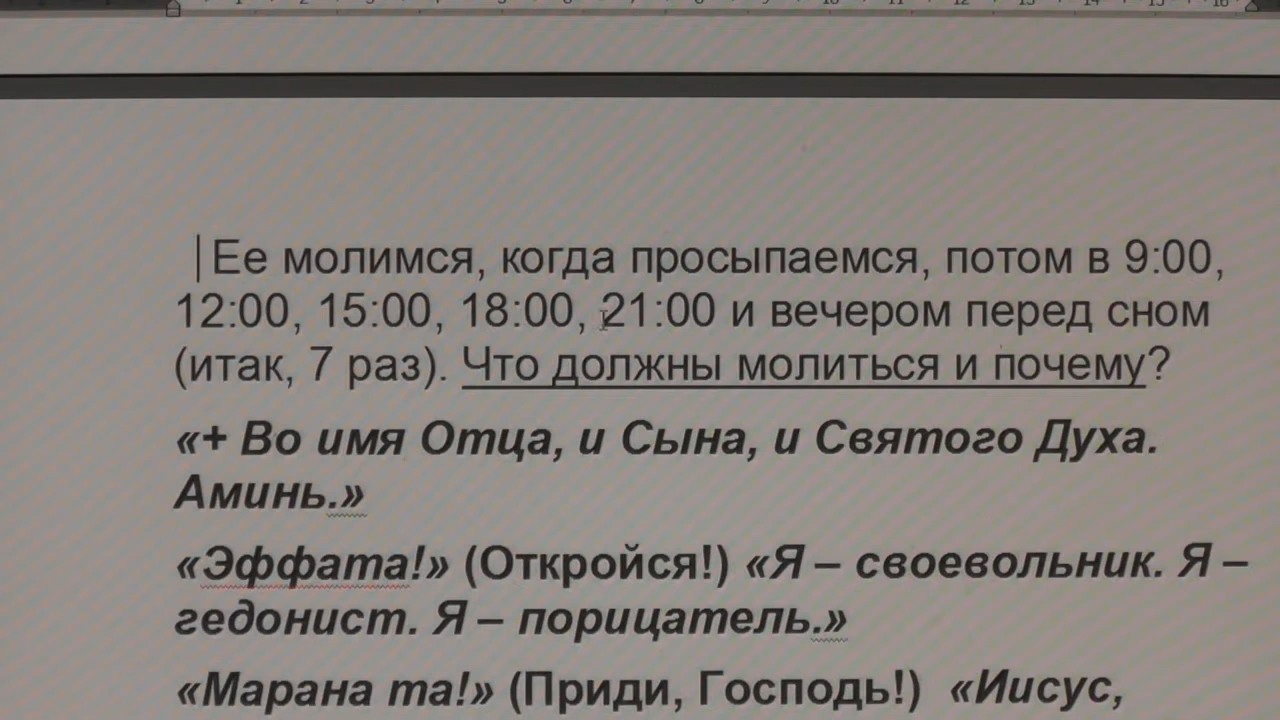 Ее молимся, когда просыпаемся, потом в 9:00,
12:00, 15:00, 18:00, 21:00 и вечером перед сном
(итак, 7 раз). Что должны молиться и почему?
«+ Во имя Отца, и Сына, и Святого Духа.
Аминь.»
«Эффата!» (Откройся!) «Я – своевольник. Я –
гедонист. Я – порицатель.»
«Марана та!» (Приди, Господь!) «Иисус,